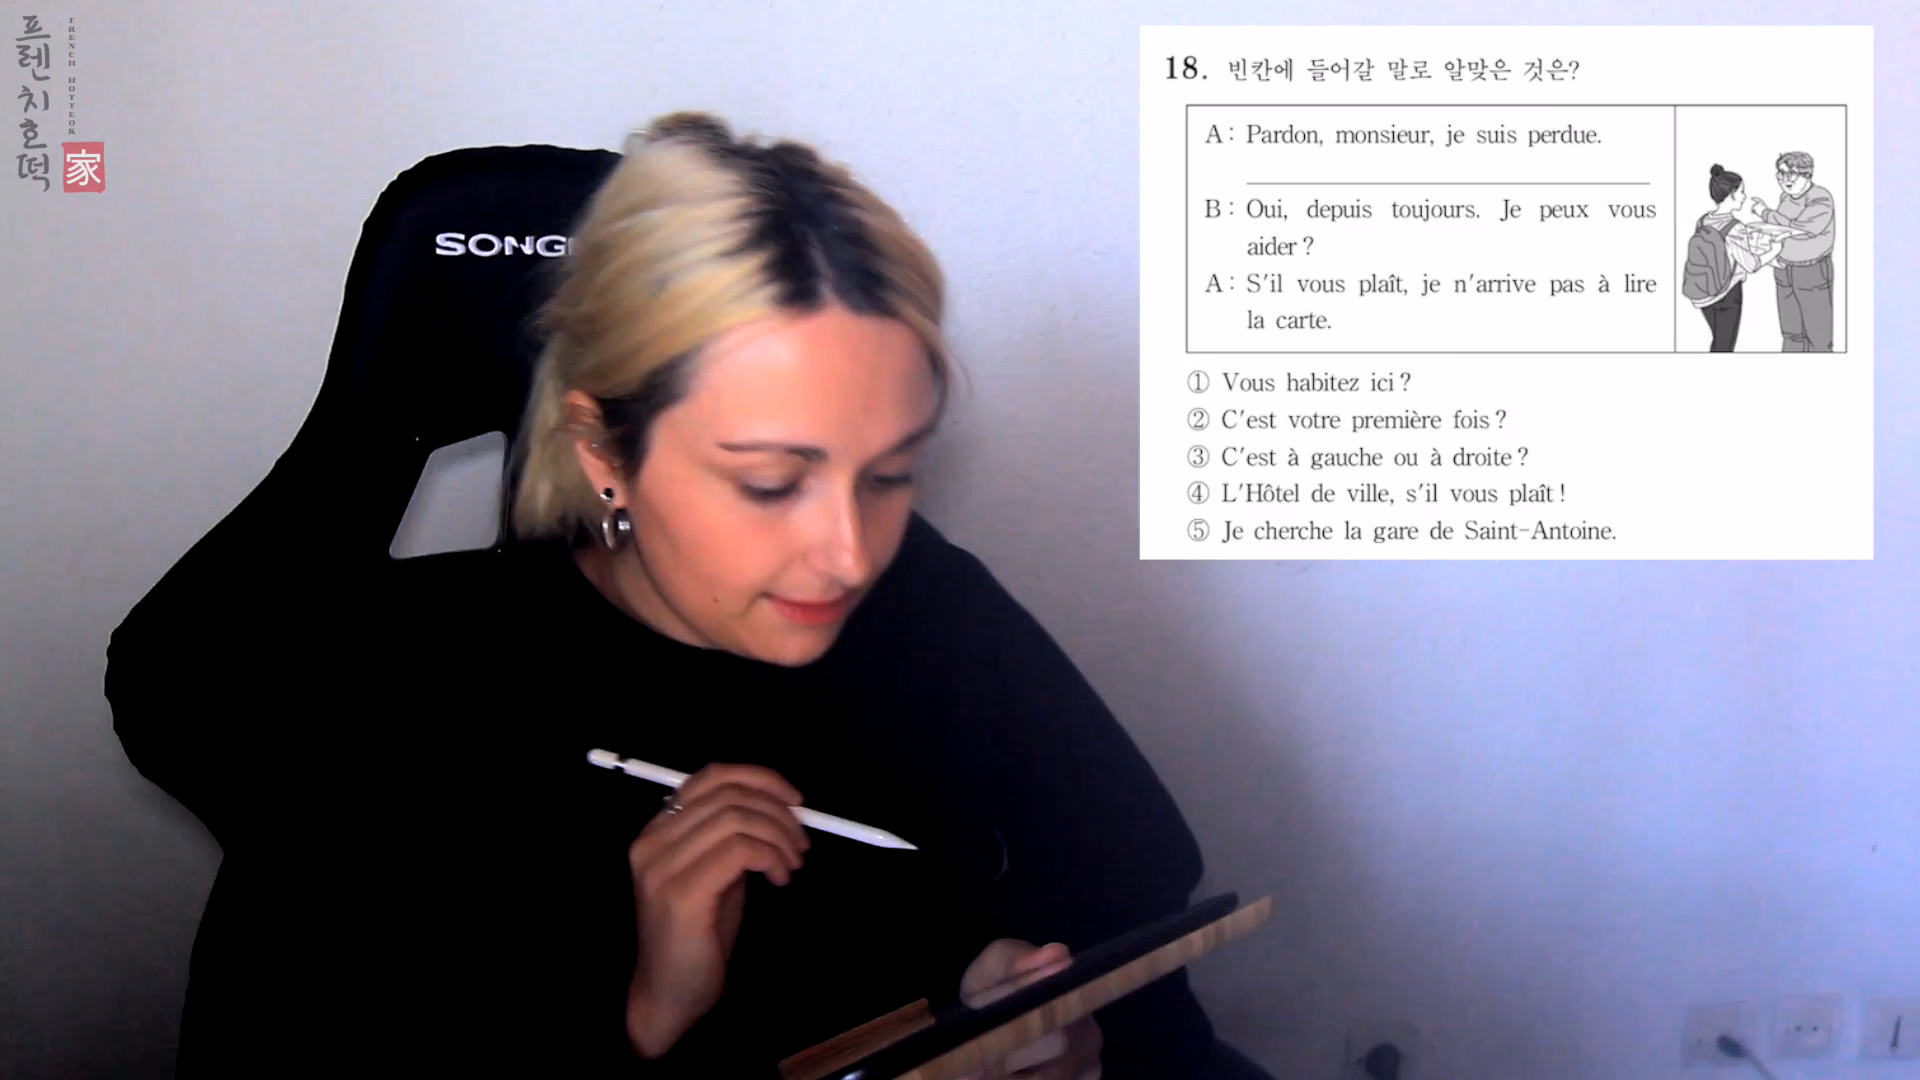 프렌치호떡
FRENCH HOTTEOK
家
SONG
18. 빈칸에 들어갈 말로 알맞은 것은?
A : Pardon, monsieur, je suis perdue.
B : Oui, depuis toujours. Je peux vous
aider ?
A : S'il vous plaît, je n'arrive pas à lire
la carte.
① Vous habitez ici ?
② C'est votre première fois ?
③ C'est à gauche ou à droite ?
④ L'Hôtel de ville, s'il vous plaît !
⑤ Je cherche la gare de Saint-Antoine.